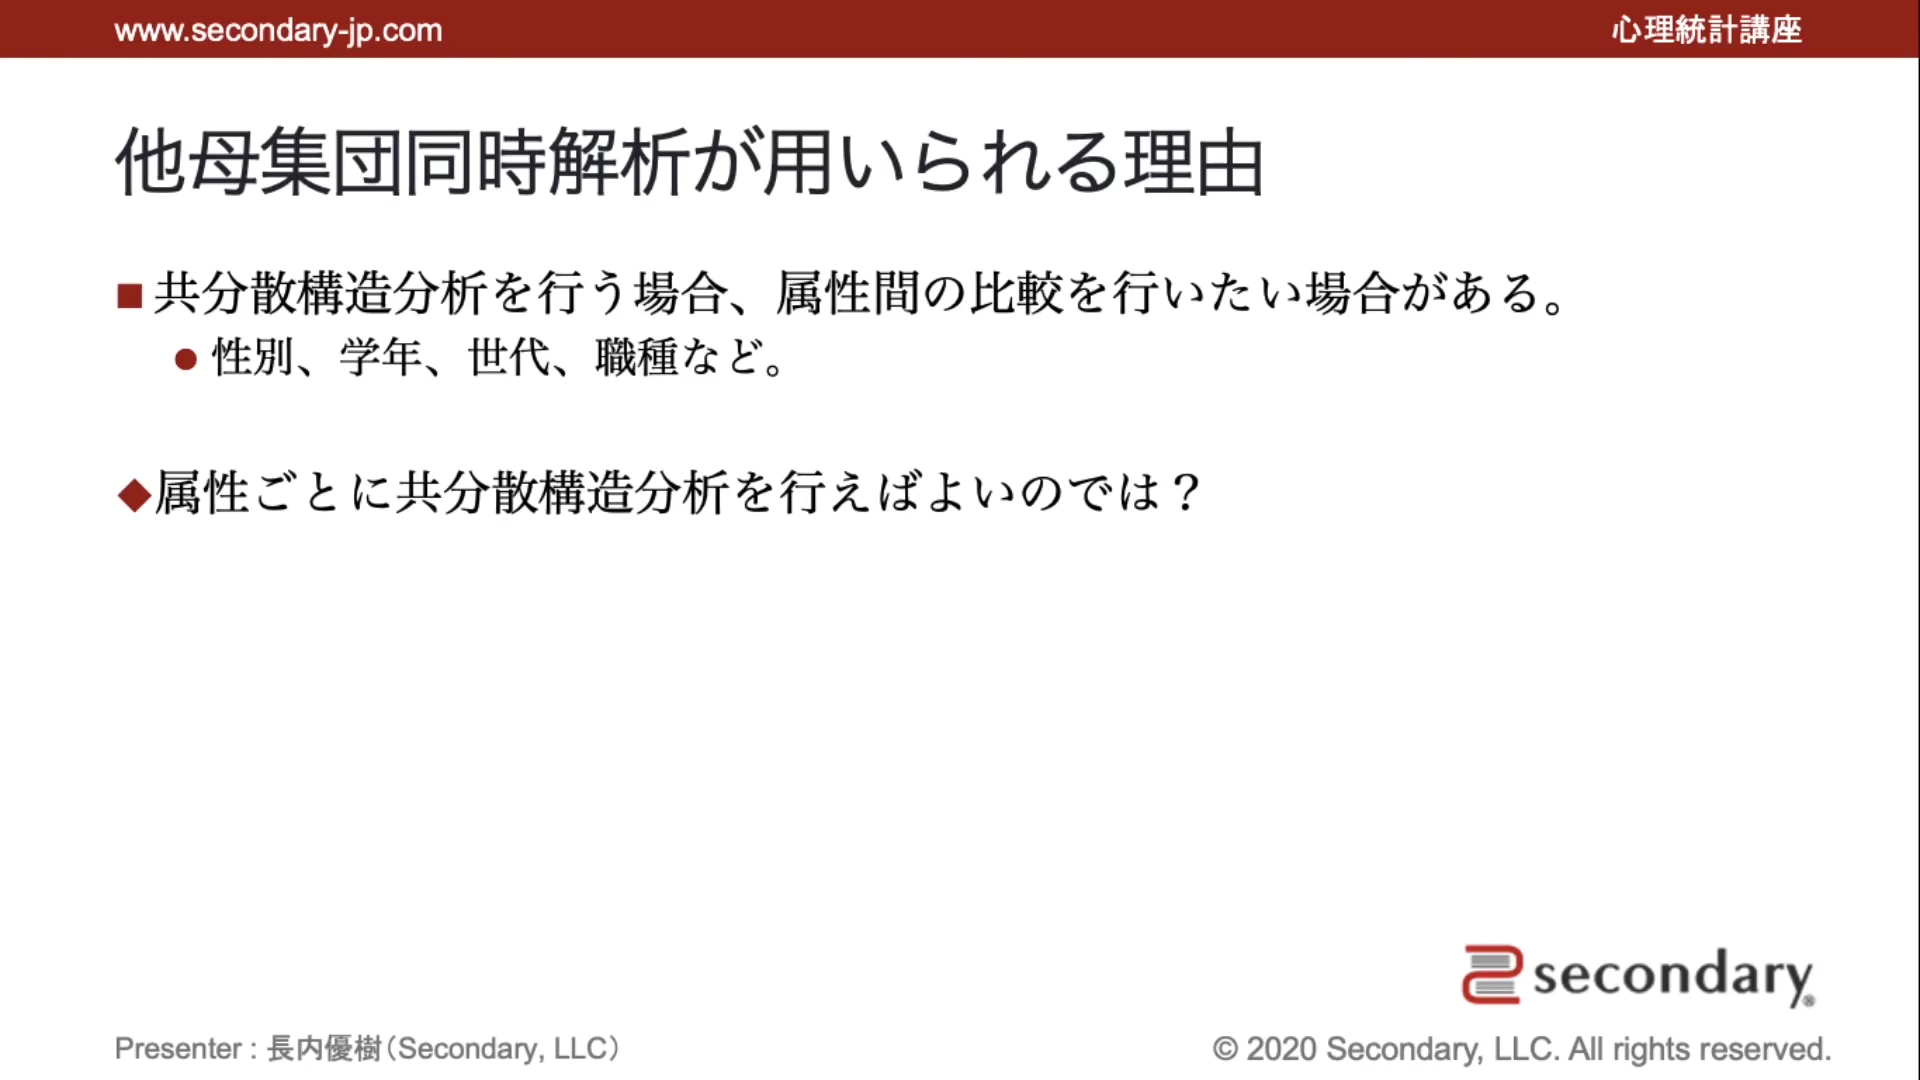 www.secondary-jp.com
心理統計講座
他母集団同時解析が用いられる理由
■共分散構造分析を行う場合、属性間の比較を行いたい場合がある。
●性別、学年、世代、職種など。
◆属性ごとに共分散構造分析を行えばよいのでは？
secondary®
Presenter : 長内優樹（Secondary, LLC）
© 2020 Secondary, LLC. All rights reserved.